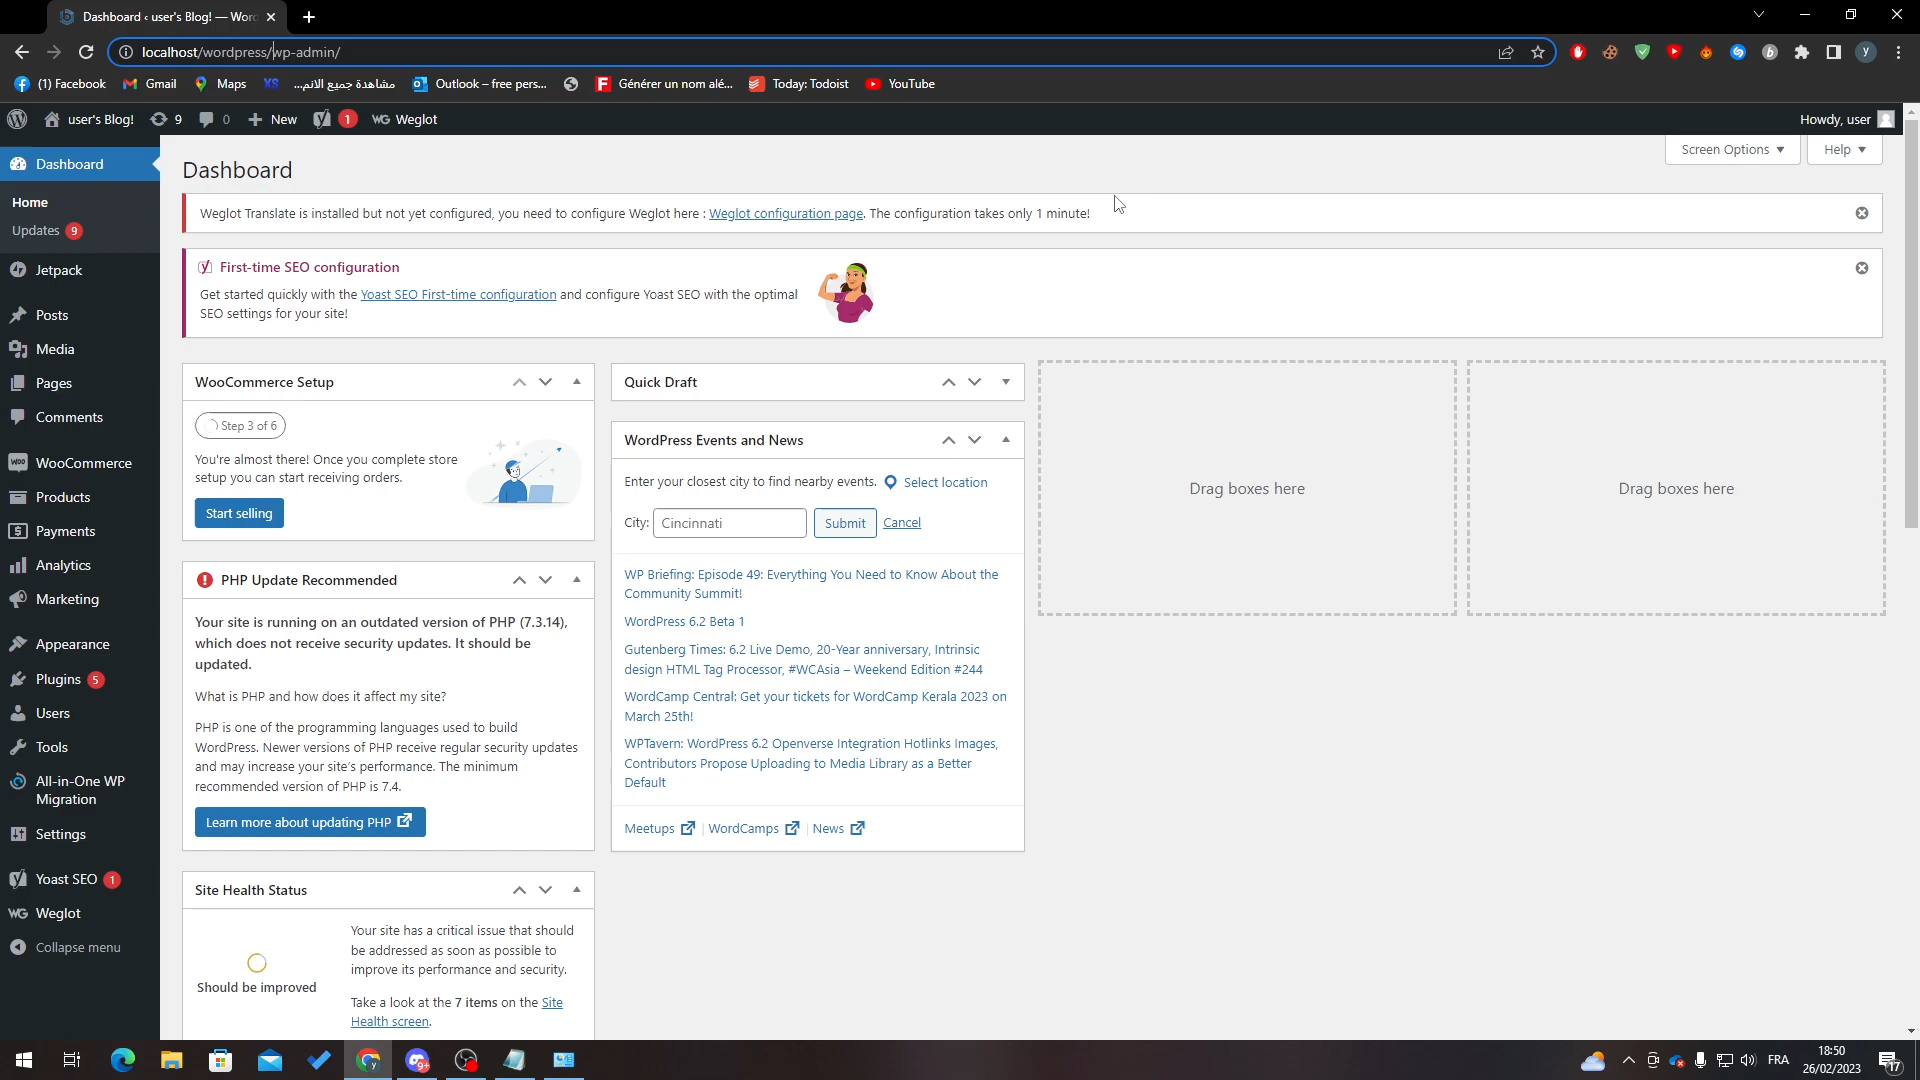 Dashboard ‹ user's Blog! — Word
localhost/wordpress/wp-admin/
(1) Facebook
Gmail
Maps
XS
مشاهدة جميع الانم...
Outlook – free pers...
Générer un nom alé...
Today: Todoist
YouTube
user's Blog!
9
0
New
1
WG Weglot
Howdy, user
Dashboard
Home
Updates 9
Jetpack
Posts
Media
Pages
Comments
WooCommerce
Products
Payments
Analytics
Marketing
Appearance
Plugins 5
Users
Tools
All-in-One WP
Migration
Settings
Yoast SEO 1
WG Weglot
Collapse menu
Screen Options
Help
Dashboard
Weglot Translate is installed but not yet configured, you need to configure Weglot here : Weglot configuration page. The configuration takes only 1 minute!
First-time SEO configuration
Get started quickly with the Yoast SEO First-time configuration and configure Yoast SEO with the optimal
SEO settings for your site!
WooCommerce Setup
Step 3 of 6
You're almost there! Once you complete store
setup you can start receiving orders.
Start selling
PHP Update Recommended
Your site is running on an outdated version of PHP (7.3.14),
which does not receive security updates. It should be
updated.
What is PHP and how does it affect my site?
PHP is one of the programming languages used to build
WordPress. Newer versions of PHP receive regular security updates
and may increase your site's performance. The minimum
recommended version of PHP is 7.4.
Learn more about updating PHP
Site Health Status
Should be improved
Your site has a critical issue that should
be addressed as soon as possible to
improve its performance and security.
Take a look at the 7 items on the Site
Health screen.
Quick Draft
WordPress Events and News
Enter your closest city to find nearby events. Select location
City: Cincinnati Submit Cancel
WP Briefing: Episode 49: Everything You Need to Know About the
Community Summit!
WordPress 6.2 Beta 1
Gutenberg Times: 6.2 Live Demo, 20-Year anniversary, Intrinsic
design HTML Tag Processor, #WCAsia – Weekend Edition #244
WordCamp Central: Get your tickets for WordCamp Kerala 2023 on
March 25th!
WPTavern: WordPress 6.2 Openverse Integration Hotlinks Images,
Contributors Propose Uploading to Media Library as a Better
Default
Meetups | WordCamps | News
Drag boxes here
Drag boxes here
9+
FRA
18:50
26/02/2023
17